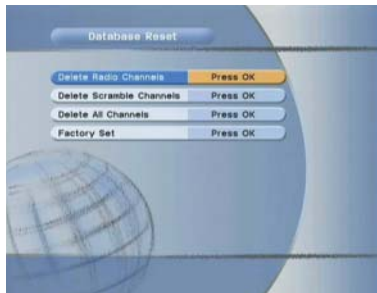 Database Reset
Delete Radio Channels Press OK
Delete Scramble Channels Press OK
Delete All Channels Press OK
Factory Set Press OK